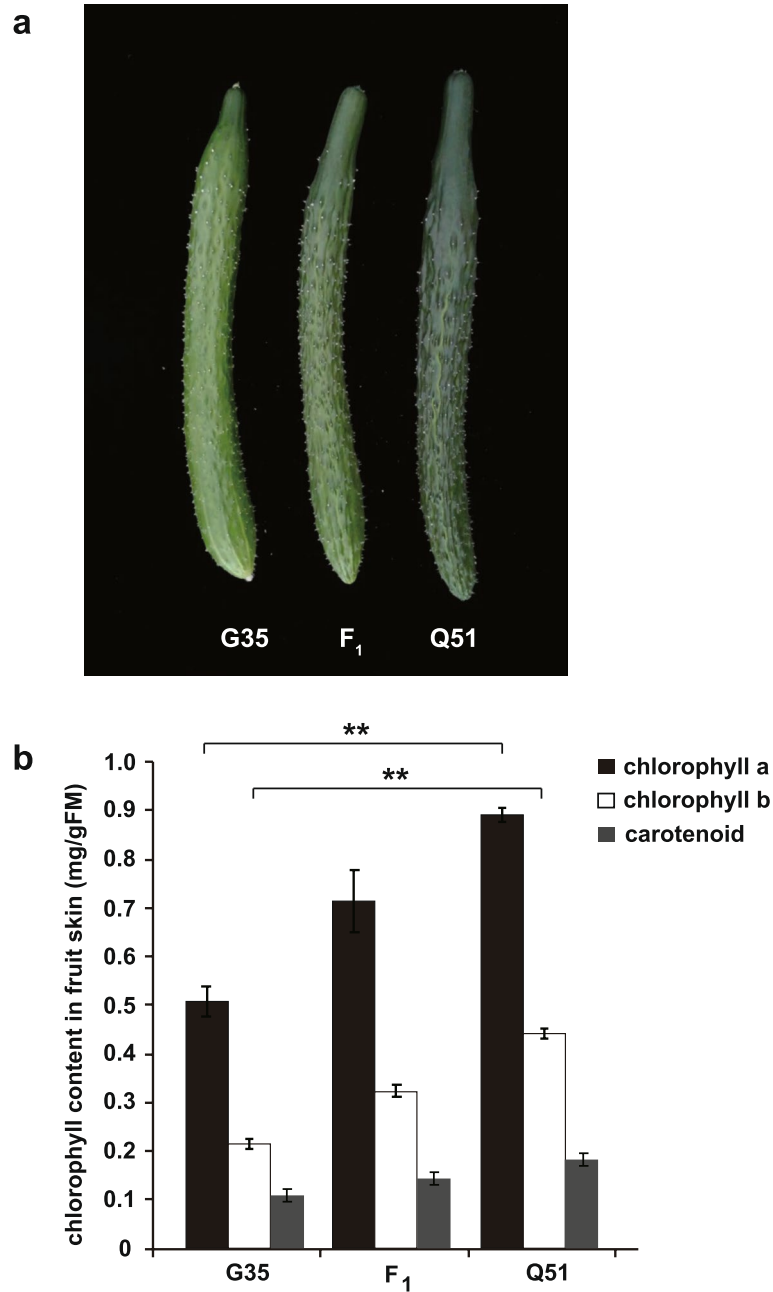 a
G35 F1 Q51
b
**
**
chlorophyll a
chlorophyll b
carotenoid
chlorophyll content in fruit skin (mg/gFM)
1.0
0.9
0.8
0.7
0.6
0.5
0.4
0.3
0.2
0.1
0
G35 F1 Q51